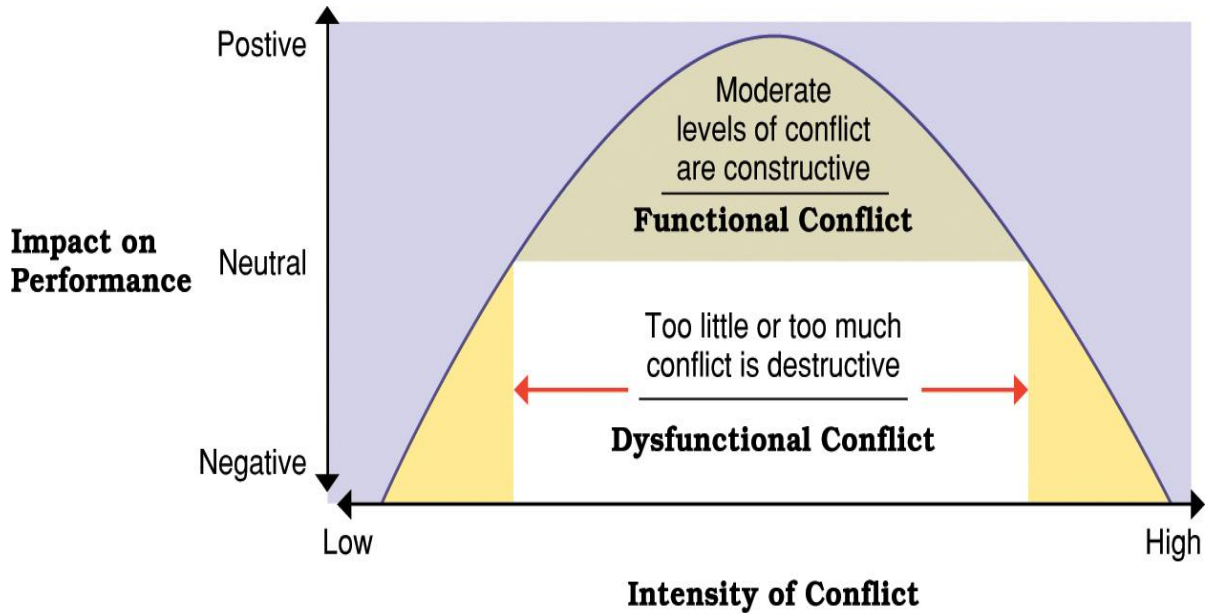 Postive
Moderate
levels of conflict
are constructive
Functional Conflict
Impact on
Performance
Neutral
Too little or too much
conflict is destructive
Dysfunctional Conflict
Negative
Low
High
Intensity of Conflict